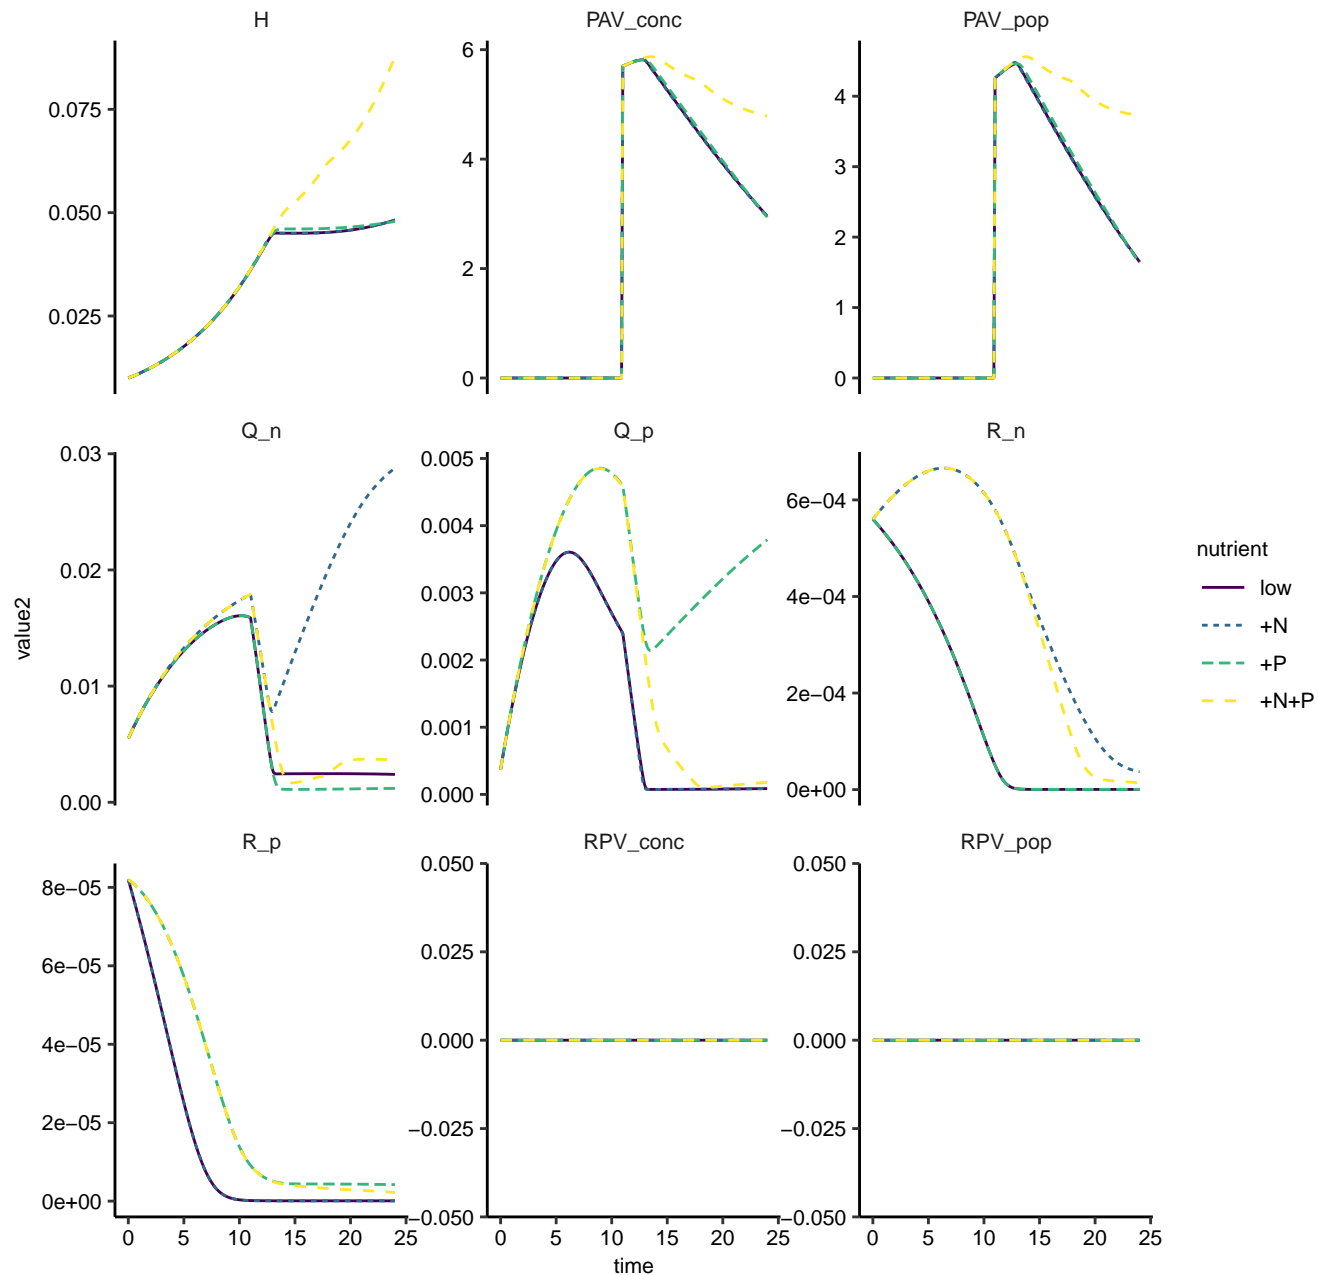 H
PAV_conc
PAV_pop
0.075
0.050
0.025
6
4
2
0
4
3
2
1
0
Q_n
Q_p
R_n
0.03
0.02
0.01
0.00
0.005
0.004
0.003
0.002
0.001
0.000
6e−04
4e−04
2e−04
0e+00
R_p
RPV_conc
RPV_pop
8e−05
6e−05
4e−05
2e−05
0e+00
0.050
0.025
0.000
−0.025
−0.050
0.050
0.025
0.000
−0.025
−0.050
0 5 10 15 20 25
0 5 10 15 20 25
0 5 10 15 20 25
time
value2
nutrient
low
+N
+P
+N+P